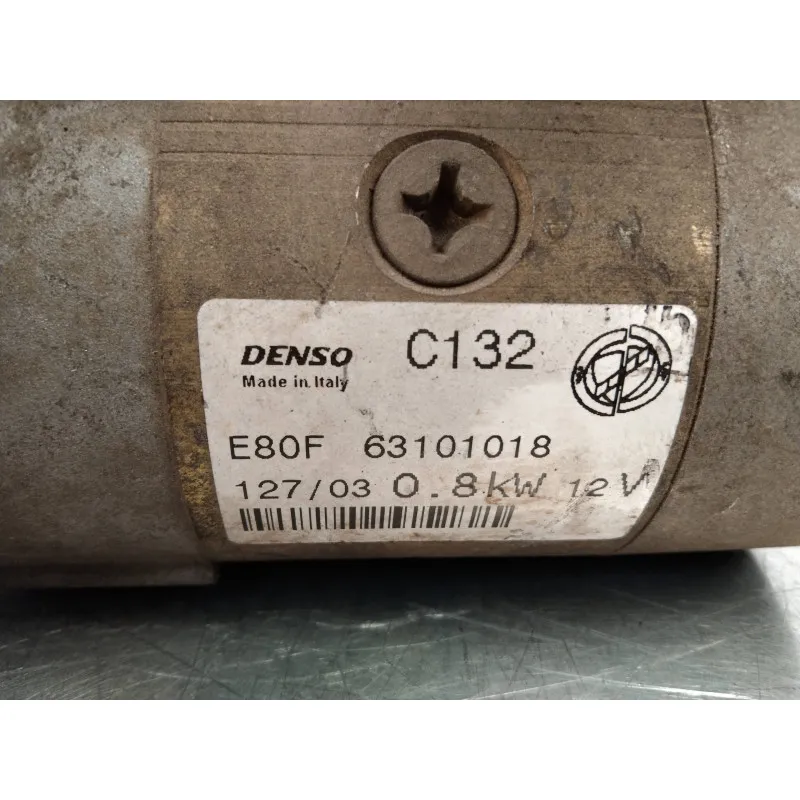 DENSO C132
Made in Italy
E80F 63101018
127/03 0.8kW 12V